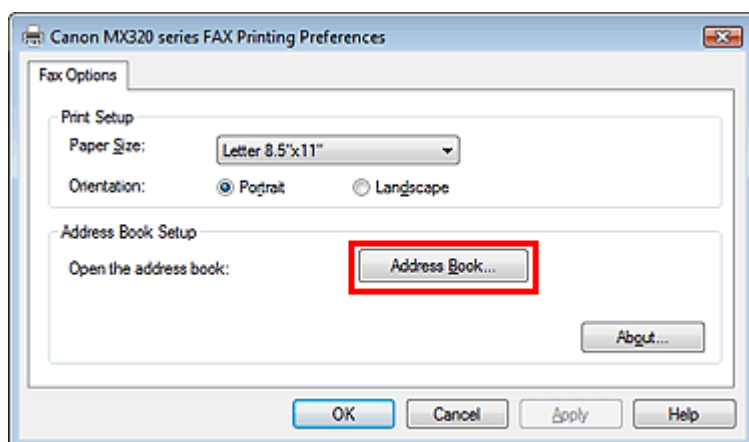 Canon MX320 series FAX Printing Preferences
Fax Options
Print Setup
Paper Size: Letter 8.5"x11"
Orientation: Portrait Landscape
Address Book Setup
Open the address book: Address Book...
About...
OK Cancel Apply Help